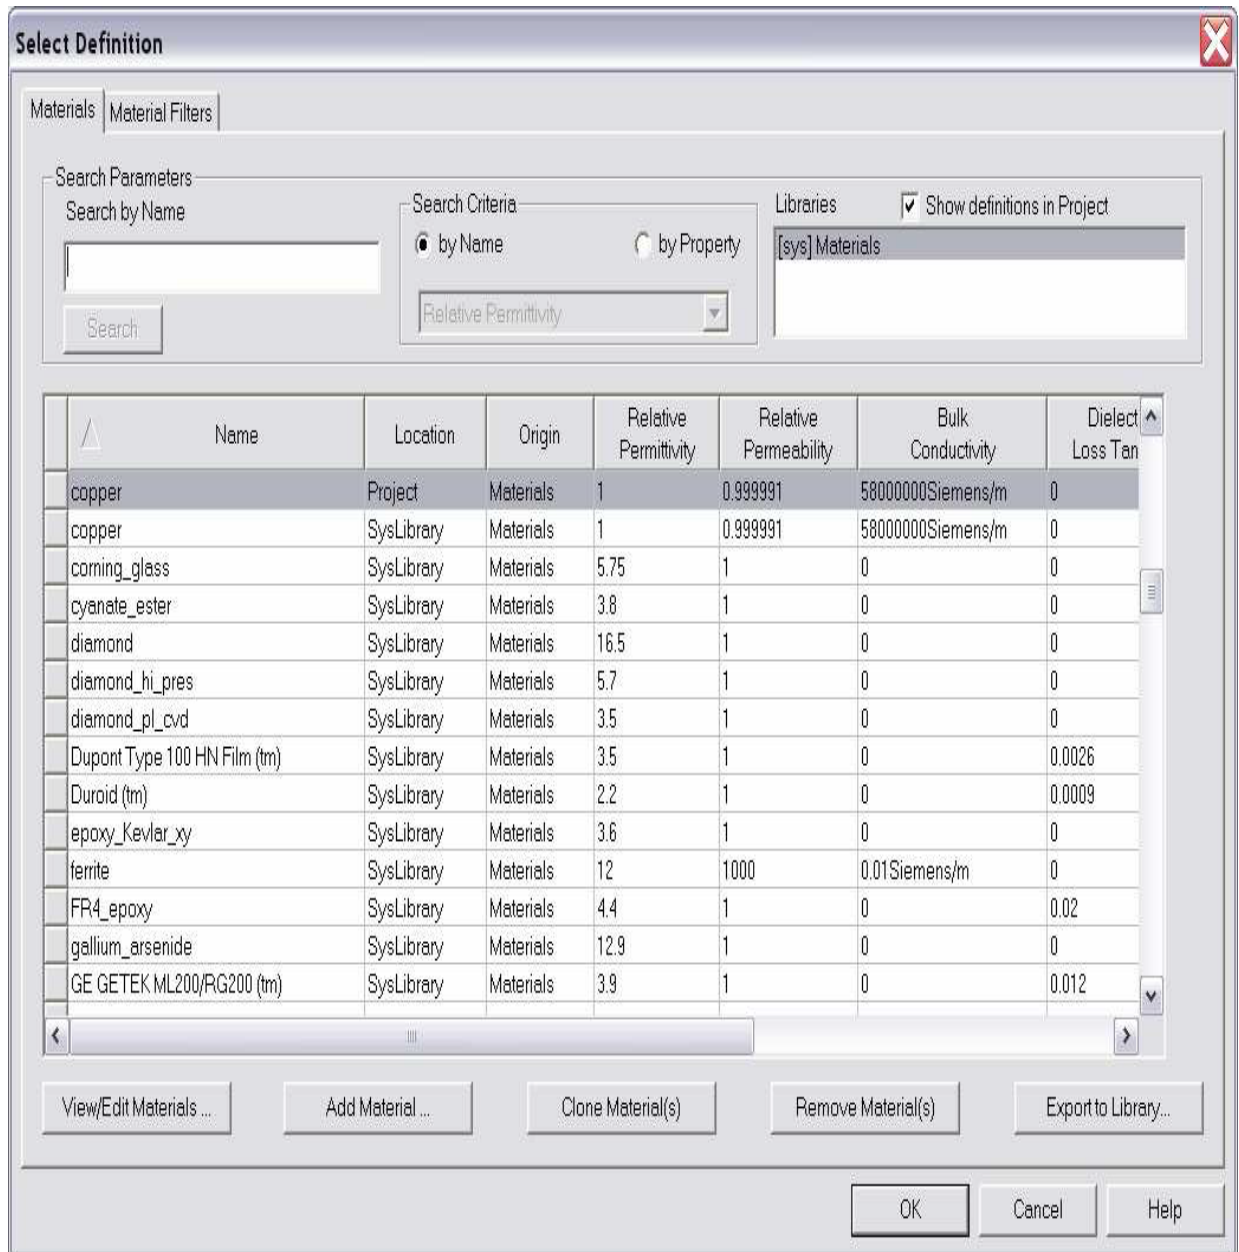 Select Definition
Materials Material Filters
Search Parameters
Search by Name
Search Criteria
by Name by Property
Relative Permittivity
Search
Libraries Show definitions in Project
[sys] Materials
Name Location Origin Relative Permittivity Relative Permeability Bulk Conductivity Dielect Loss Tan
copper Project Materials 1 0.999991 58000000Siemens/m 0
copper SysLibrary Materials 1 0.999991 58000000Siemens/m 0
corning_glass SysLibrary Materials 5.75 1 0 0
cyanate_ester SysLibrary Materials 3.8 1 0 0
diamond SysLibrary Materials 16.5 1 0 0
diamond_hi_pres SysLibrary Materials 5.7 1 0 0
diamond_pl_cvd SysLibrary Materials 3.5 1 0 0
Dupont Type 100 HN Film (tm) SysLibrary Materials 3.5 1 0 0.0026
Duroid (tm) SysLibrary Materials 2.2 1 0 0.0009
epoxy_Kevlar_xy SysLibrary Materials 3.6 1 0 0
ferrite SysLibrary Materials 12 1000 0.01Siemens/m 0
FR4_epoxy SysLibrary Materials 4.4 1 0 0.02
gallium_arsenide SysLibrary Materials 12.9 1 0 0
GE GETEK ML200/RG200 (tm) SysLibrary Materials 3.9 1 0 0.012
View/Edit Materials ... Add Material ... Clone Material(s) Remove Material(s) Export to Library...
OK Cancel Help